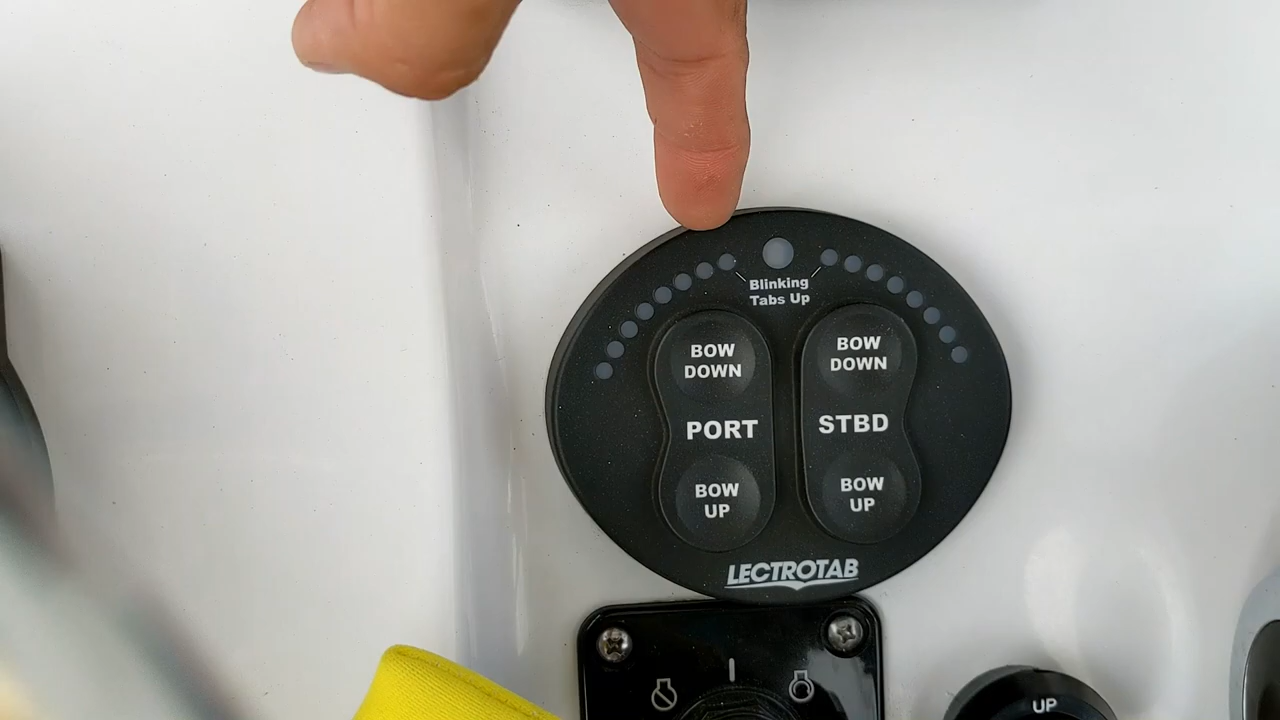 Blinking
Tabs Up
BOW
DOWN
PORT
BOW
UP
BOW
DOWN
STBD
BOW
UP
LECTROTAB
UP